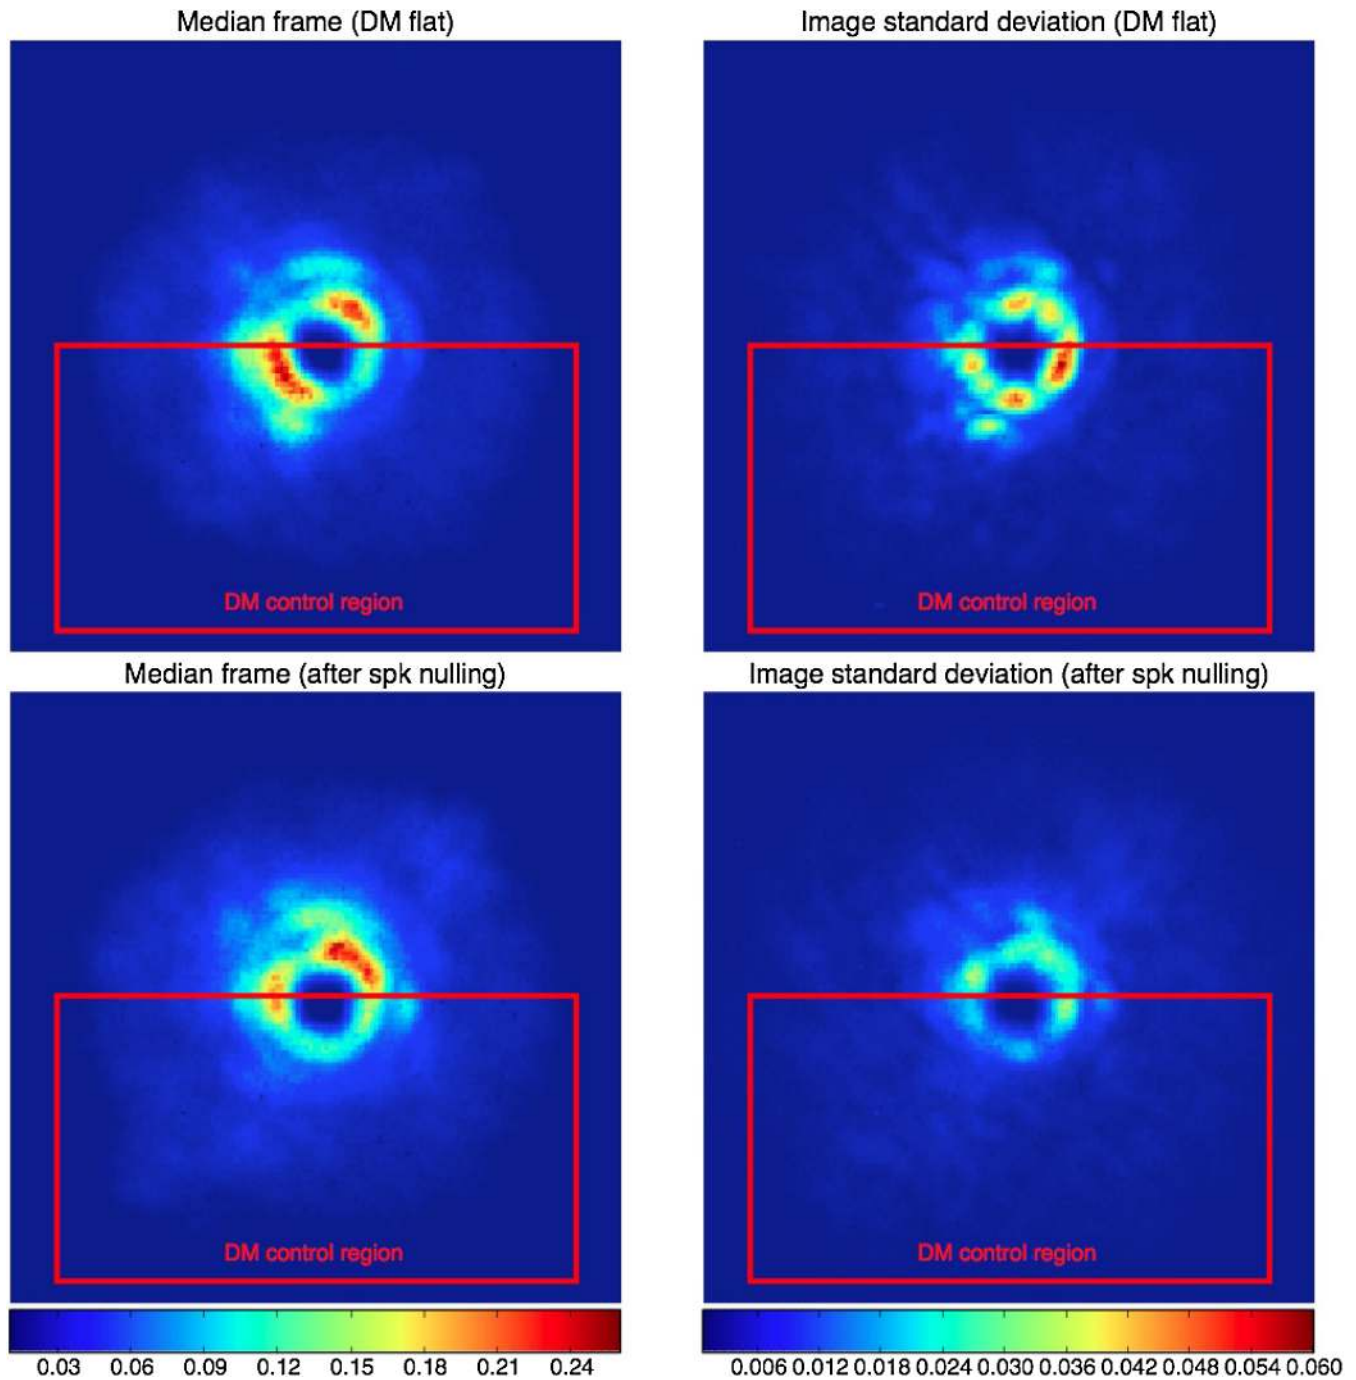 Median frame (DM flat)
Image standard deviation (DM flat)
DM control region
DM control region
Median frame (after spk nulling)
Image standard deviation (after spk nulling)
DM control region
DM control region
0.03 0.06 0.09 0.12 0.15 0.18 0.21 0.24
0.006 0.012 0.018 0.024 0.030 0.036 0.042 0.048 0.054 0.060